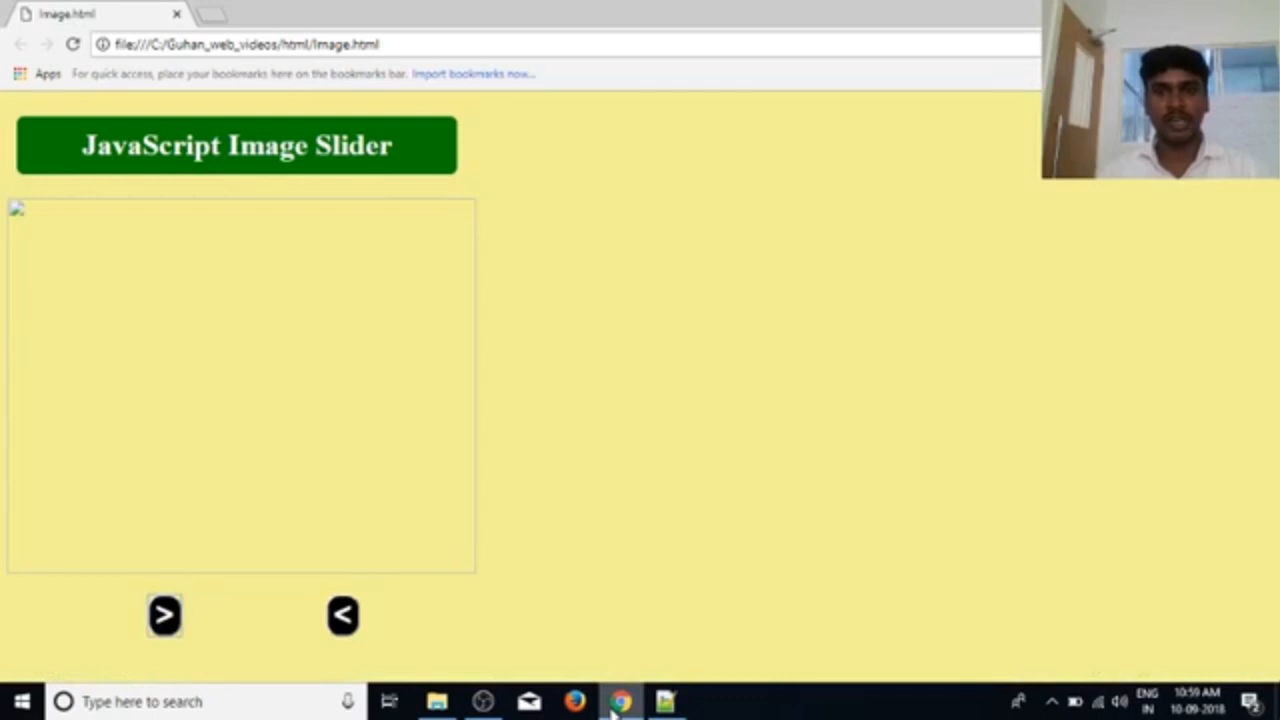 Image.html
file:///C:/Guhan_web_videos/html/Image.html
Apps For quick access, place your bookmarks here on the bookmarks bar. Import bookmarks now...
JavaScript Image Slider
> <
Type here to search
ENG 10:59 AM
IN 10-09-2018
2